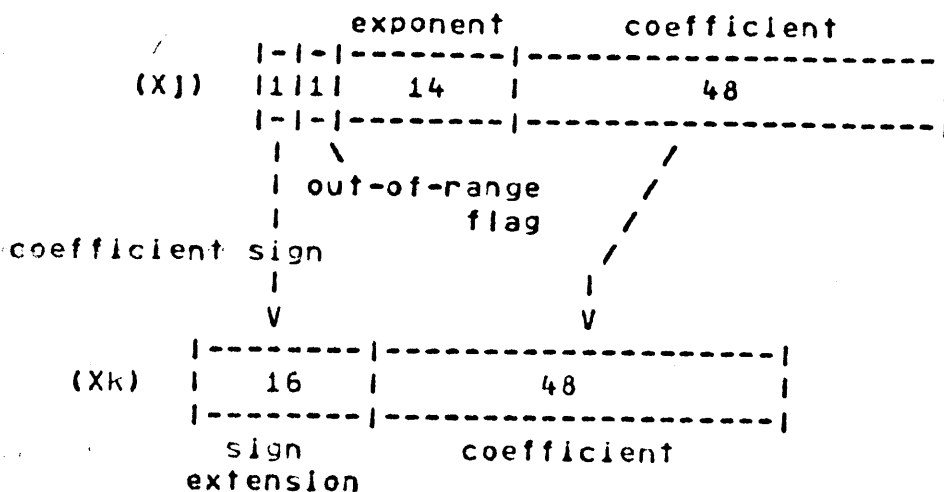 exponent coefficient
(Xj) 1 1 14 48
out-of-range
flag
coefficient sign
(Xk) 16 48
sign coefficient
extension